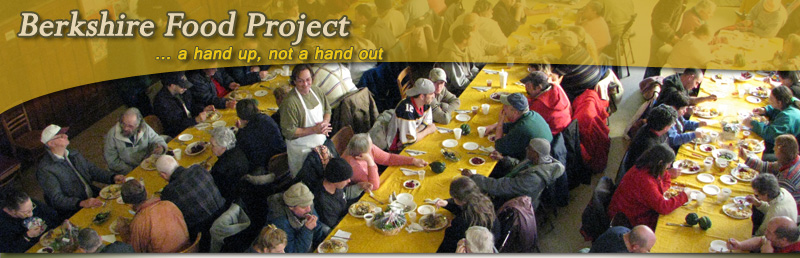 Berkshire Food Project
... a hand up, not a hand out